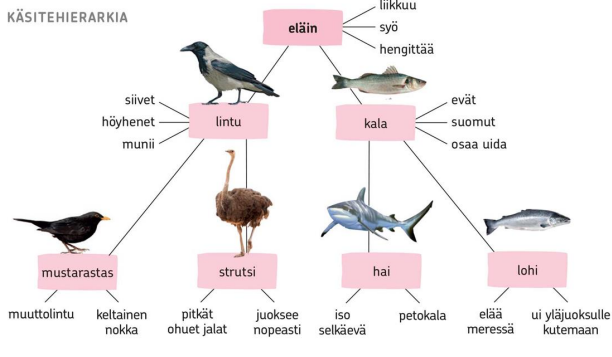 KÄSITEHIERARKIA
eläin
liikkuu
syö
hengittää
siivet
höyhenet
munii
lintu
kala
evät
suomut
osaa uida
mustarastas
strutsi
hai
lohi
muuttolintu
keltainen
nokka
pitkät
ohuet jalat
juoksee
nopeasti
iso
selkäevä
petokala
elää
meressä
ui yläjuoksulle
kutemaan